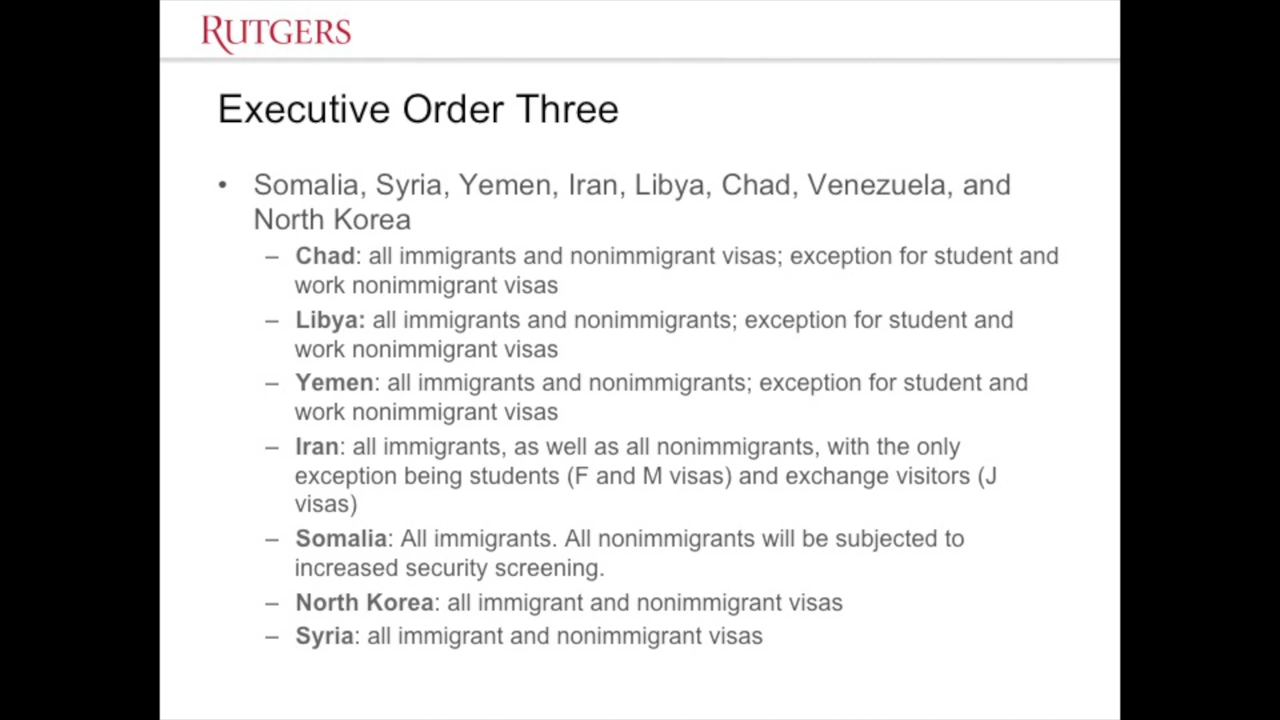 RUTGERS
Executive Order Three
• Somalia, Syria, Yemen, Iran, Libya, Chad, Venezuela, and
North Korea
– Chad: all immigrants and nonimmigrant visas; exception for student and
work nonimmigrant visas
– Libya: all immigrants and nonimmigrants; exception for student and
work nonimmigrant visas
– Yemen: all immigrants and nonimmigrants; exception for student and
work nonimmigrant visas
– Iran: all immigrants, as well as all nonimmigrants, with the only
exception being students (F and M visas) and exchange visitors (J
visas)
– Somalia: All immigrants. All nonimmigrants will be subjected to
increased security screening.
– North Korea: all immigrant and nonimmigrant visas
– Syria: all immigrant and nonimmigrant visas